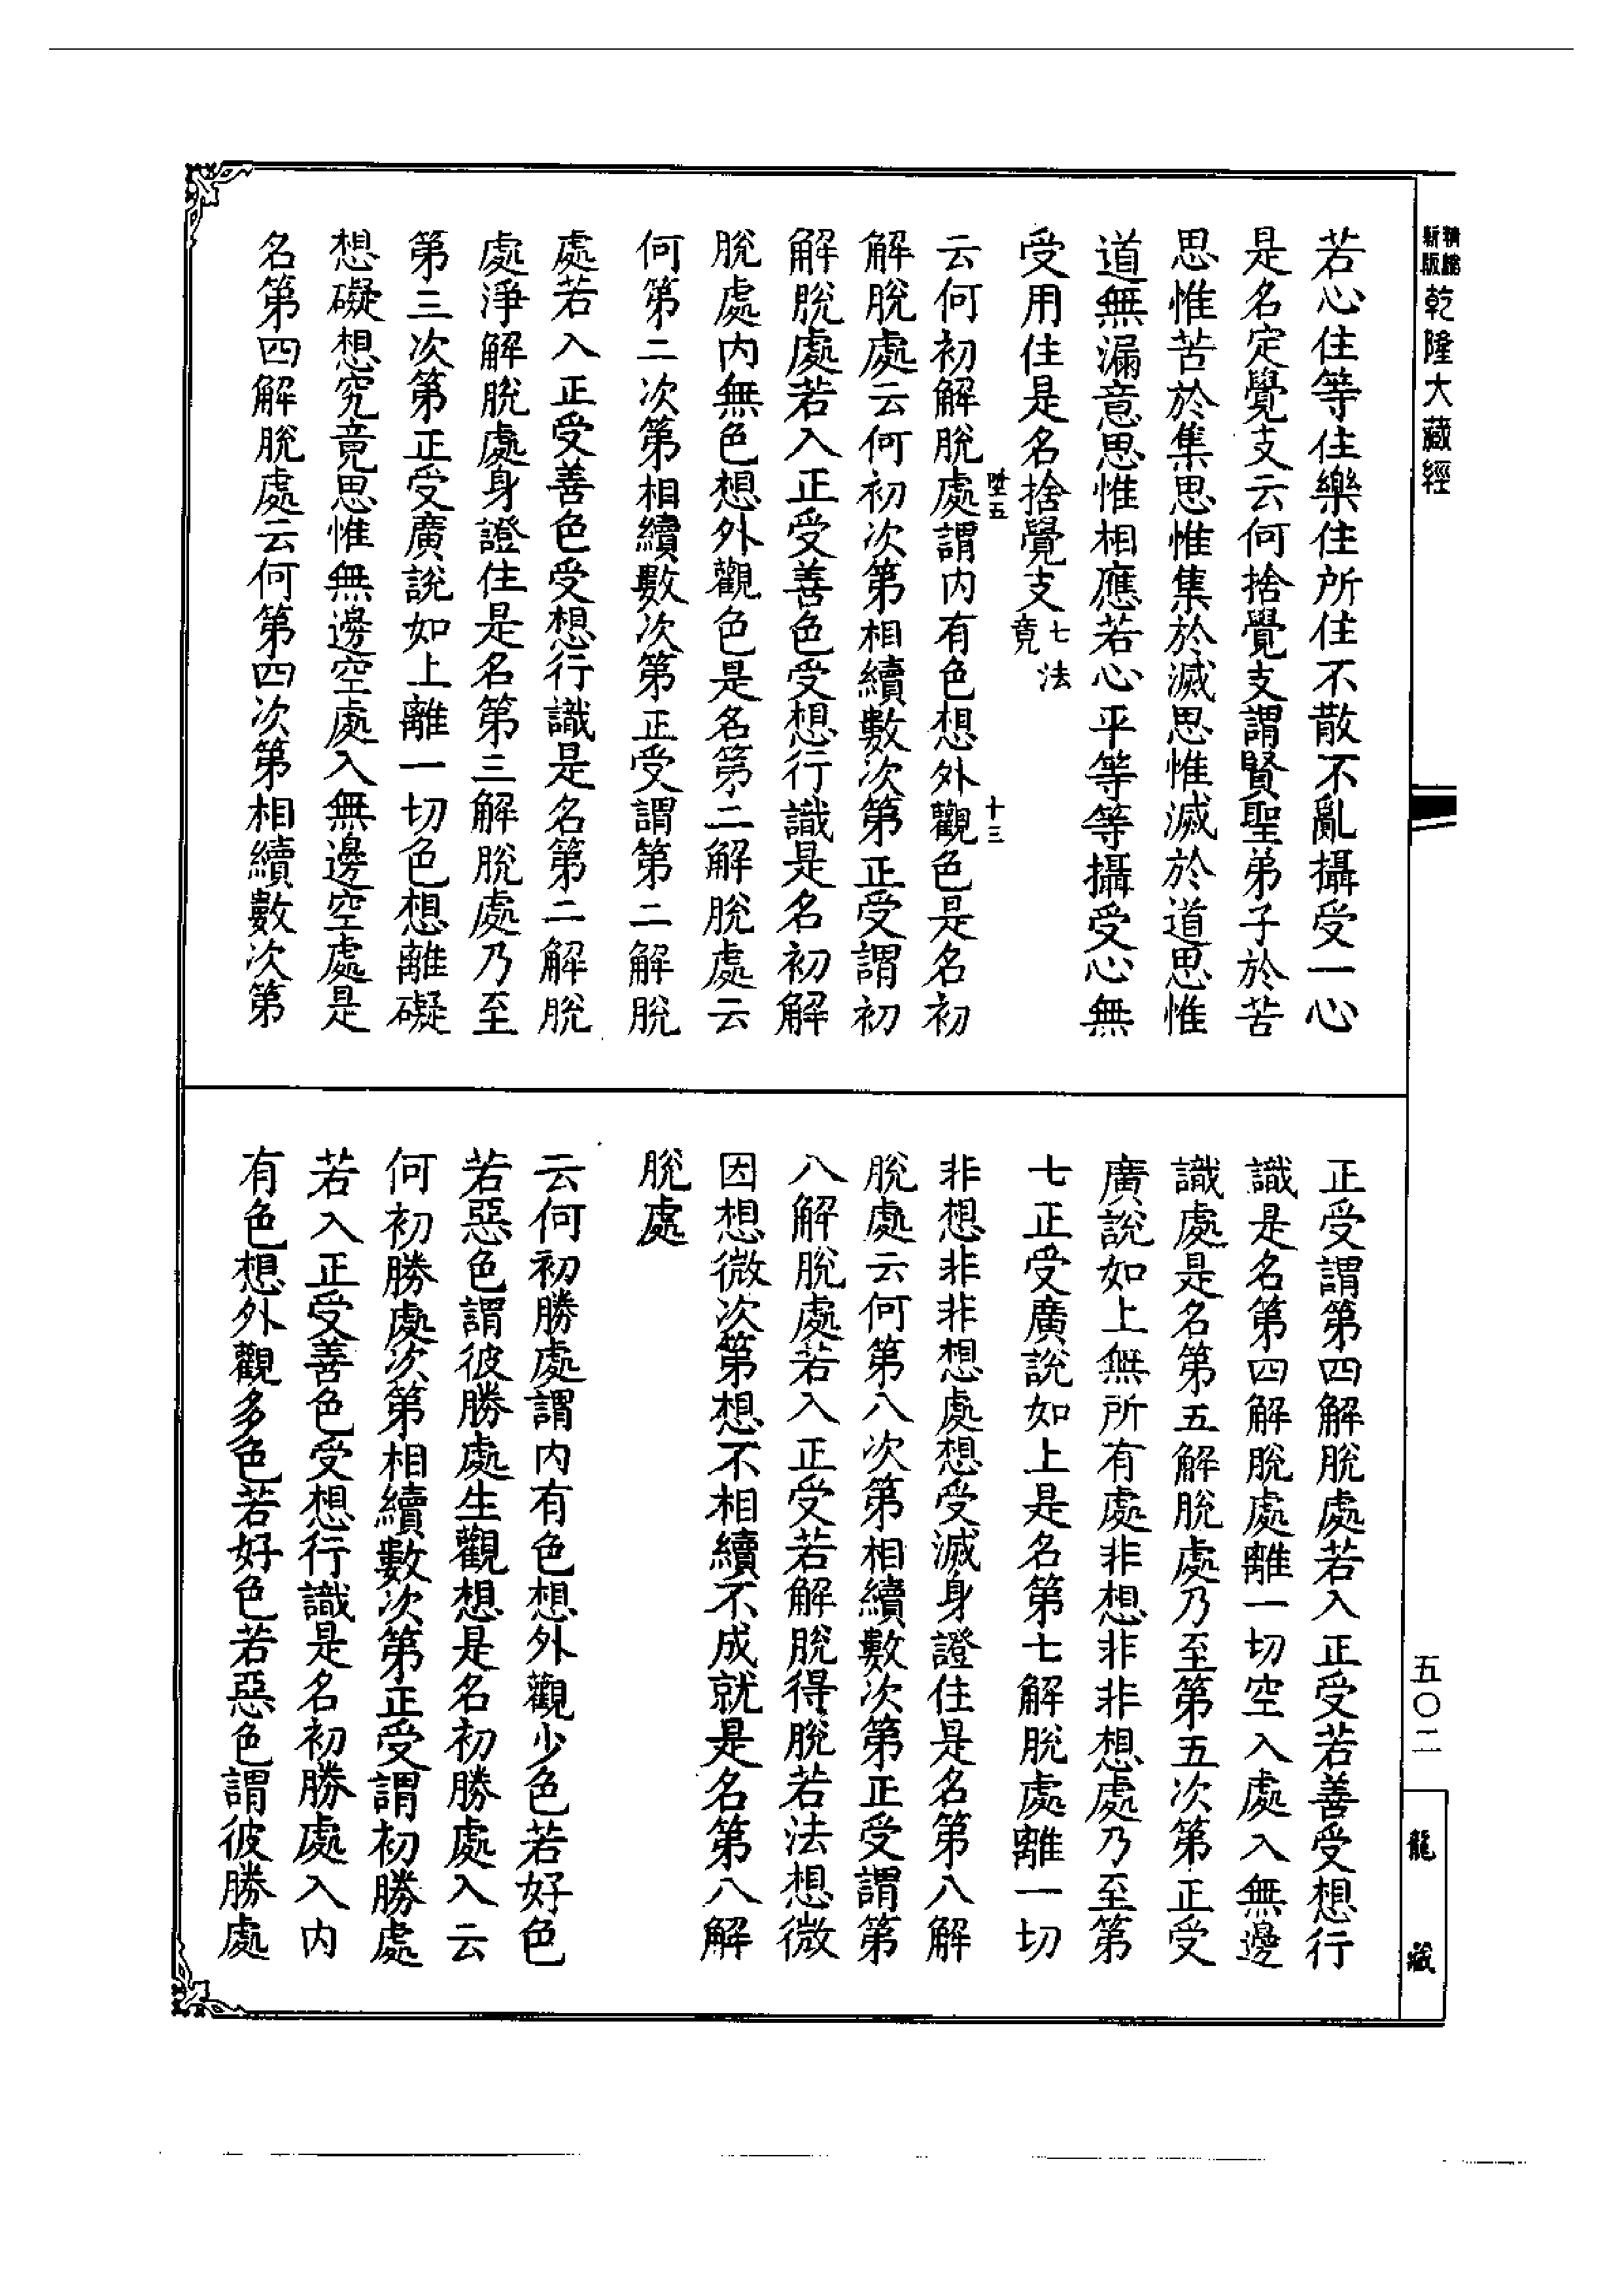 新版
精縮
乾隆大藏經
若心住等住樂住所住不散不亂攝受一心
是名定覺支云何捨覺支謂賢聖弟子於苦
思惟苦於集思惟集於滅思惟滅於道思惟
道無漏意思惟相應若心平等等攝受心無
受用住是名捨覺支七法竟
云何初解脫處謂內有色想外觀色是名初
五
十三
解脫處云何初次第相續數次第正受謂初
解脫處若入正受善色受想行識是名初解
脫處內無色想外觀色是名第二解脫處云
何第二次第相續數次第正受謂第二解脫
處若入正受善色受想行識是名第二解脫
處淨解脫處身證住是名第三解脫處乃至
第三次第正受廣說如上離一切色想離礙
想礙想究竟思惟無邊空處入無邊空處是
名第四解脫處云何第四次第相續數次第
正受謂第四解脫處若入正受若善受想行
識是名第四解脫處離一切空入處入無邊
識處是名第五解脫處乃至第五次第正受
廣說如上無所有處非想非非想處乃至第
七正受廣說如上是名第七解脫處離一切
非想非非想處想受滅身證住是名第八解
脫處云何第八次第相續數次第正受謂第
八解脫處若入正受若解脫得脫若法想微
因想微次第想不相續不成就是名第八解
脫處
云何初勝處謂內有色想外觀少色若好色
若惡色謂彼勝處生觀想是名初勝處入云
何初勝處次第相續數次第正受謂初勝處
若入正受善色受想行識是名初勝處入內
有色想外觀多色若好色若惡色謂彼勝處
五〇二
龍藏